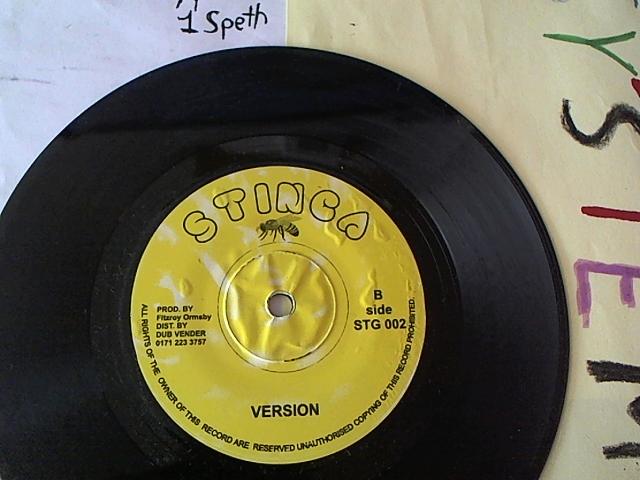 1 Speth
YSTEM
STINGA
PROD. BY
Fitzroy Ormsby
DIST. BY
DUB VENDER
0171 223 3757
B
side
STG 002
VERSION
ALL RIGHTS OF THE OWNER OF THIS RECORD ARE RESERVED UNAUTHORISED COPYING OF THIS RECORD PROHIBITED.